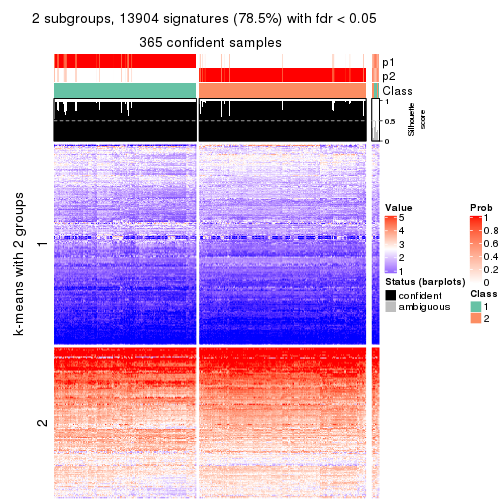 2 subgroups, 13904 signatures (78.5%) with fdr < 0.05
365 confident samples
p1
p2
Class
1
0.5
0
Silhouette
score
k-means with 2 groups
1
2
Value
5
4
3
2
1
Status (barplots)
confident
ambiguous
Prob
1
0.8
0.6
0.4
0.2
0
Class
1
2